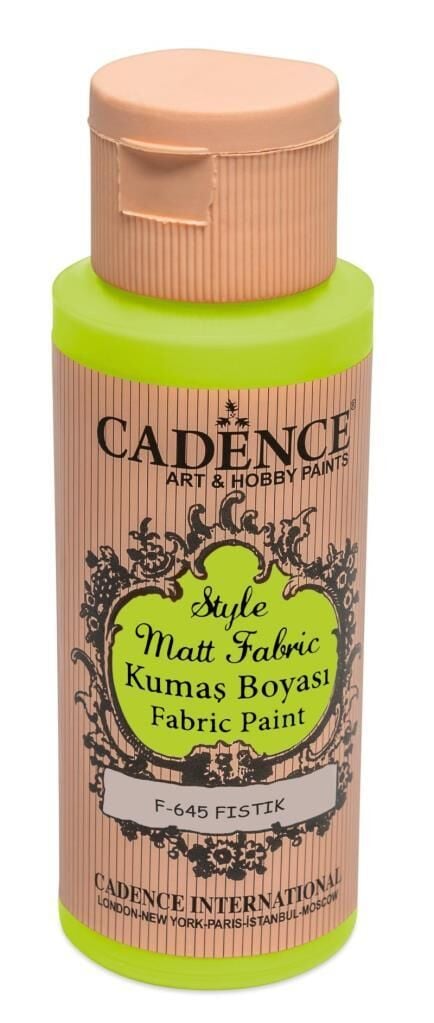 CADENCE®
ART & HOBBY PAINTS
Style
Matt Fabric
Kumaş Boyası
Fabric Paint
F-645 FISTIK
CADENCE INTERNATIONAL
LONDON-NEW YORK-PARIS-İSTANBUL-MOSCOW